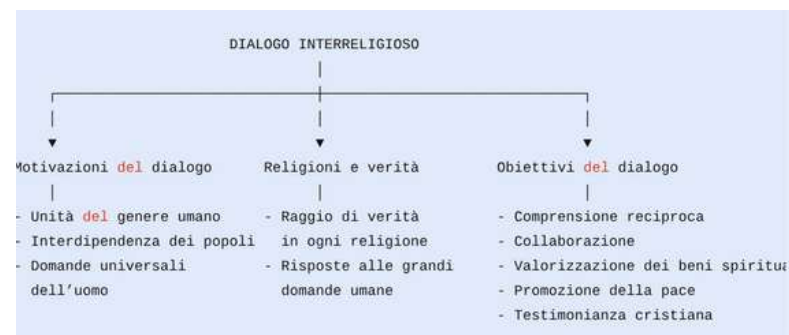 DIALOGO INTERRELIGIOSO
Motivazioni del dialogo Religioni e verità Obiettivi del dialogo
- Unità del genere umano - Raggio di verità - Comprensione reciproca
- Interdipendenza dei popoli in ogni religione - Collaborazione
- Domande universali - Risposte alle grandi - Valorizzazione dei beni spiritua
dell'uomo domande umane - Promozione della pace
- Testimonianza cristiana